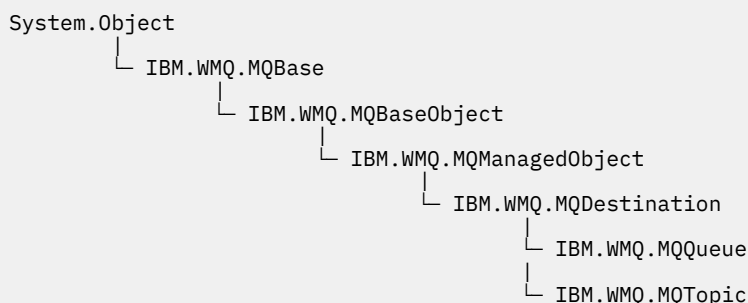 System.Object
IBM.WMQ.MQBase
IBM.WMQ.MQBaseObject
IBM.WMQ.MQManagedObject
IBM.WMQ.MQDestination
IBM.WMQ.MQQueue
IBM.WMQ.MQTopic